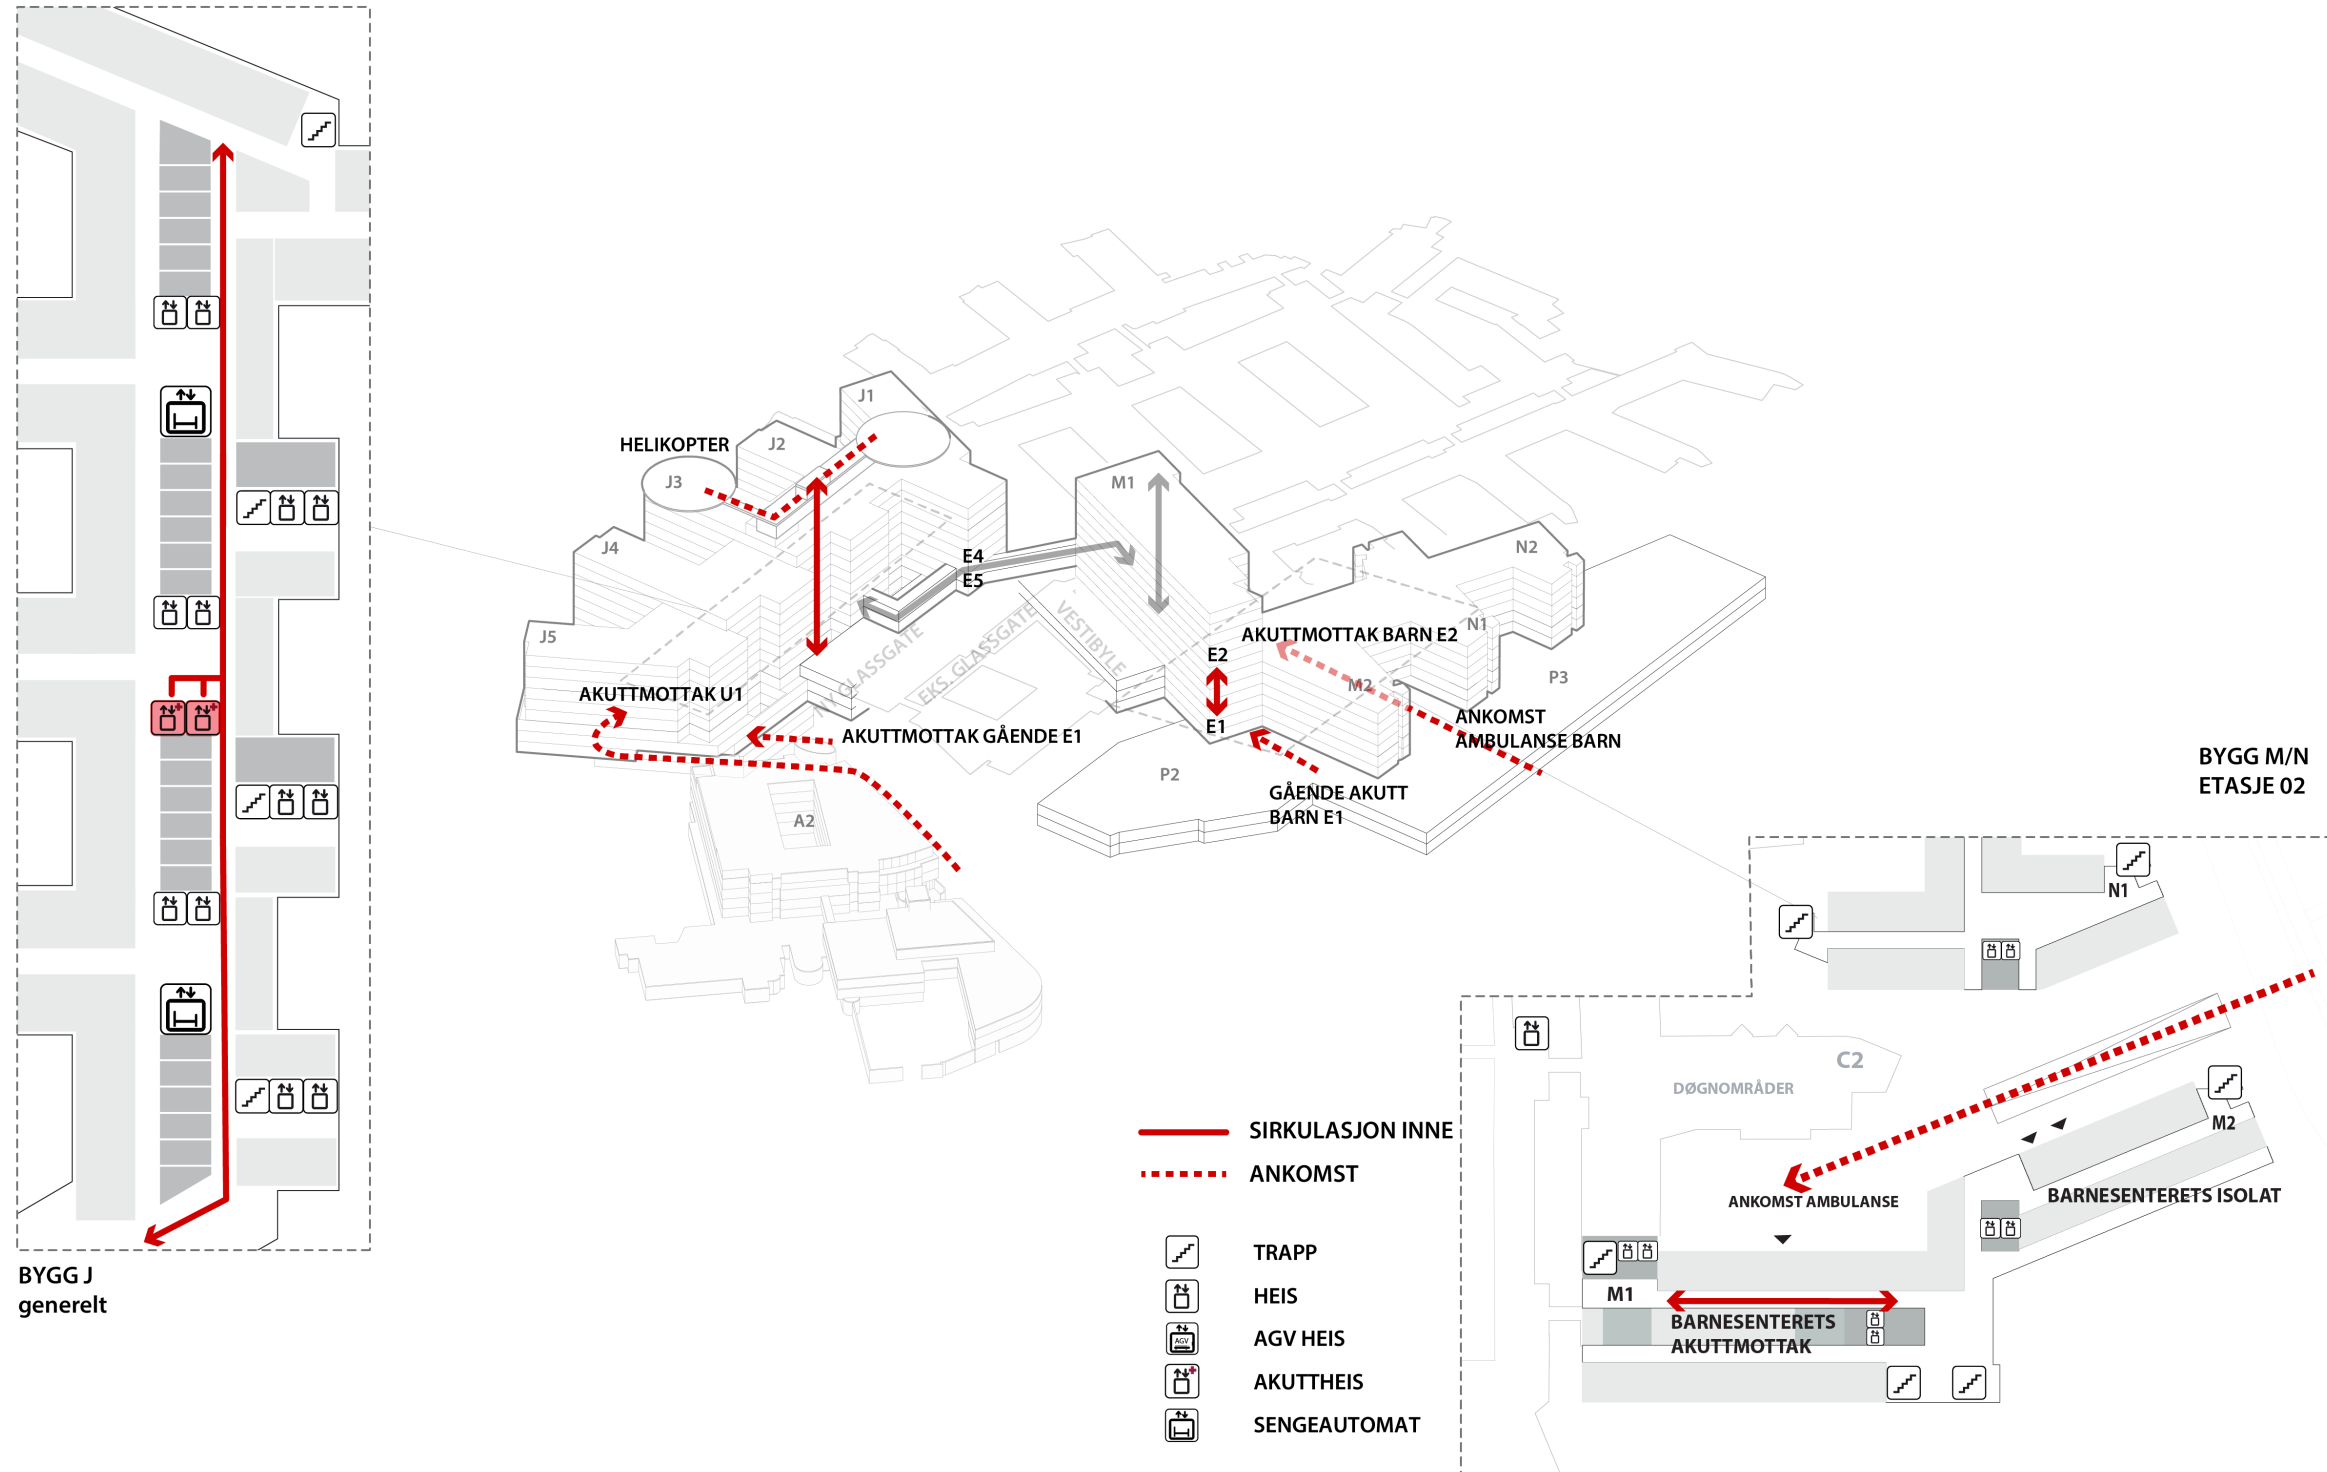 BYGG J
generelt
HELIKOPTER
J1
J2
J3
J4
J5
M1
E4
E5
N2
N1
NY GLASSGATE
EKS. GLASSGATE
VESTIBYLE
AKUTTMOTTAK BARN E2
E2
E1
M2
P3
AKUTTMOTTAK U1
AKUTTMOTTAK GÅENDE E1
ANKOMST
AMBULANSE BARN
P2
GÅENDE AKUTT
BARN E1
A2
BYGG M/N
ETASJE 02
N1
C2
DØGNOMRÅDER
M2
ANKOMST AMBULANSE
BARNESENTERETS ISOLAT
M1
BARNESENTERETS
AKUTTMOTTAK
SIRKULASJON INNE
ANKOMST
TRAPP
HEIS
AGV
AGV HEIS
AKUTTHEIS
SENGEAUTOMAT